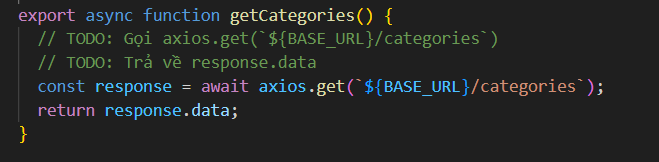 export async function getCategories() {
  // TODO: Gọi axios.get(`${BASE_URL}/categories`)
  // TODO: Trả về response.data
  const response = await axios.get(`${BASE_URL}/categories`);
  return response.data;
}